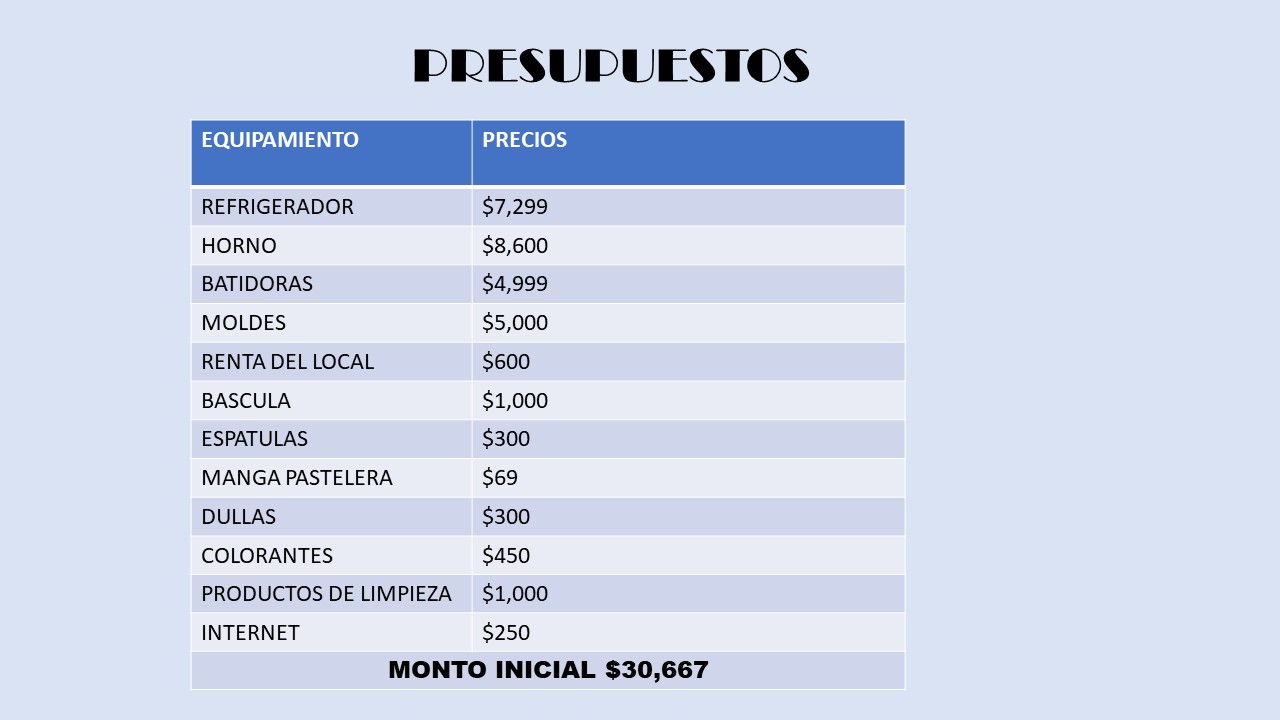 PRESUPUESTOS
EQUIPAMIENTO PRECIOS
REFRIGERADOR $7,299
HORNO $8,600
BATIDORAS $4,999
MOLDES $5,000
RENTA DEL LOCAL $600
BASCULA $1,000
ESPATULAS $300
MANGA PASTELERA $69
DULLAS $300
COLORANTES $450
PRODUCTOS DE LIMPIEZA $1,000
INTERNET $250
MONTO INICIAL $30,667